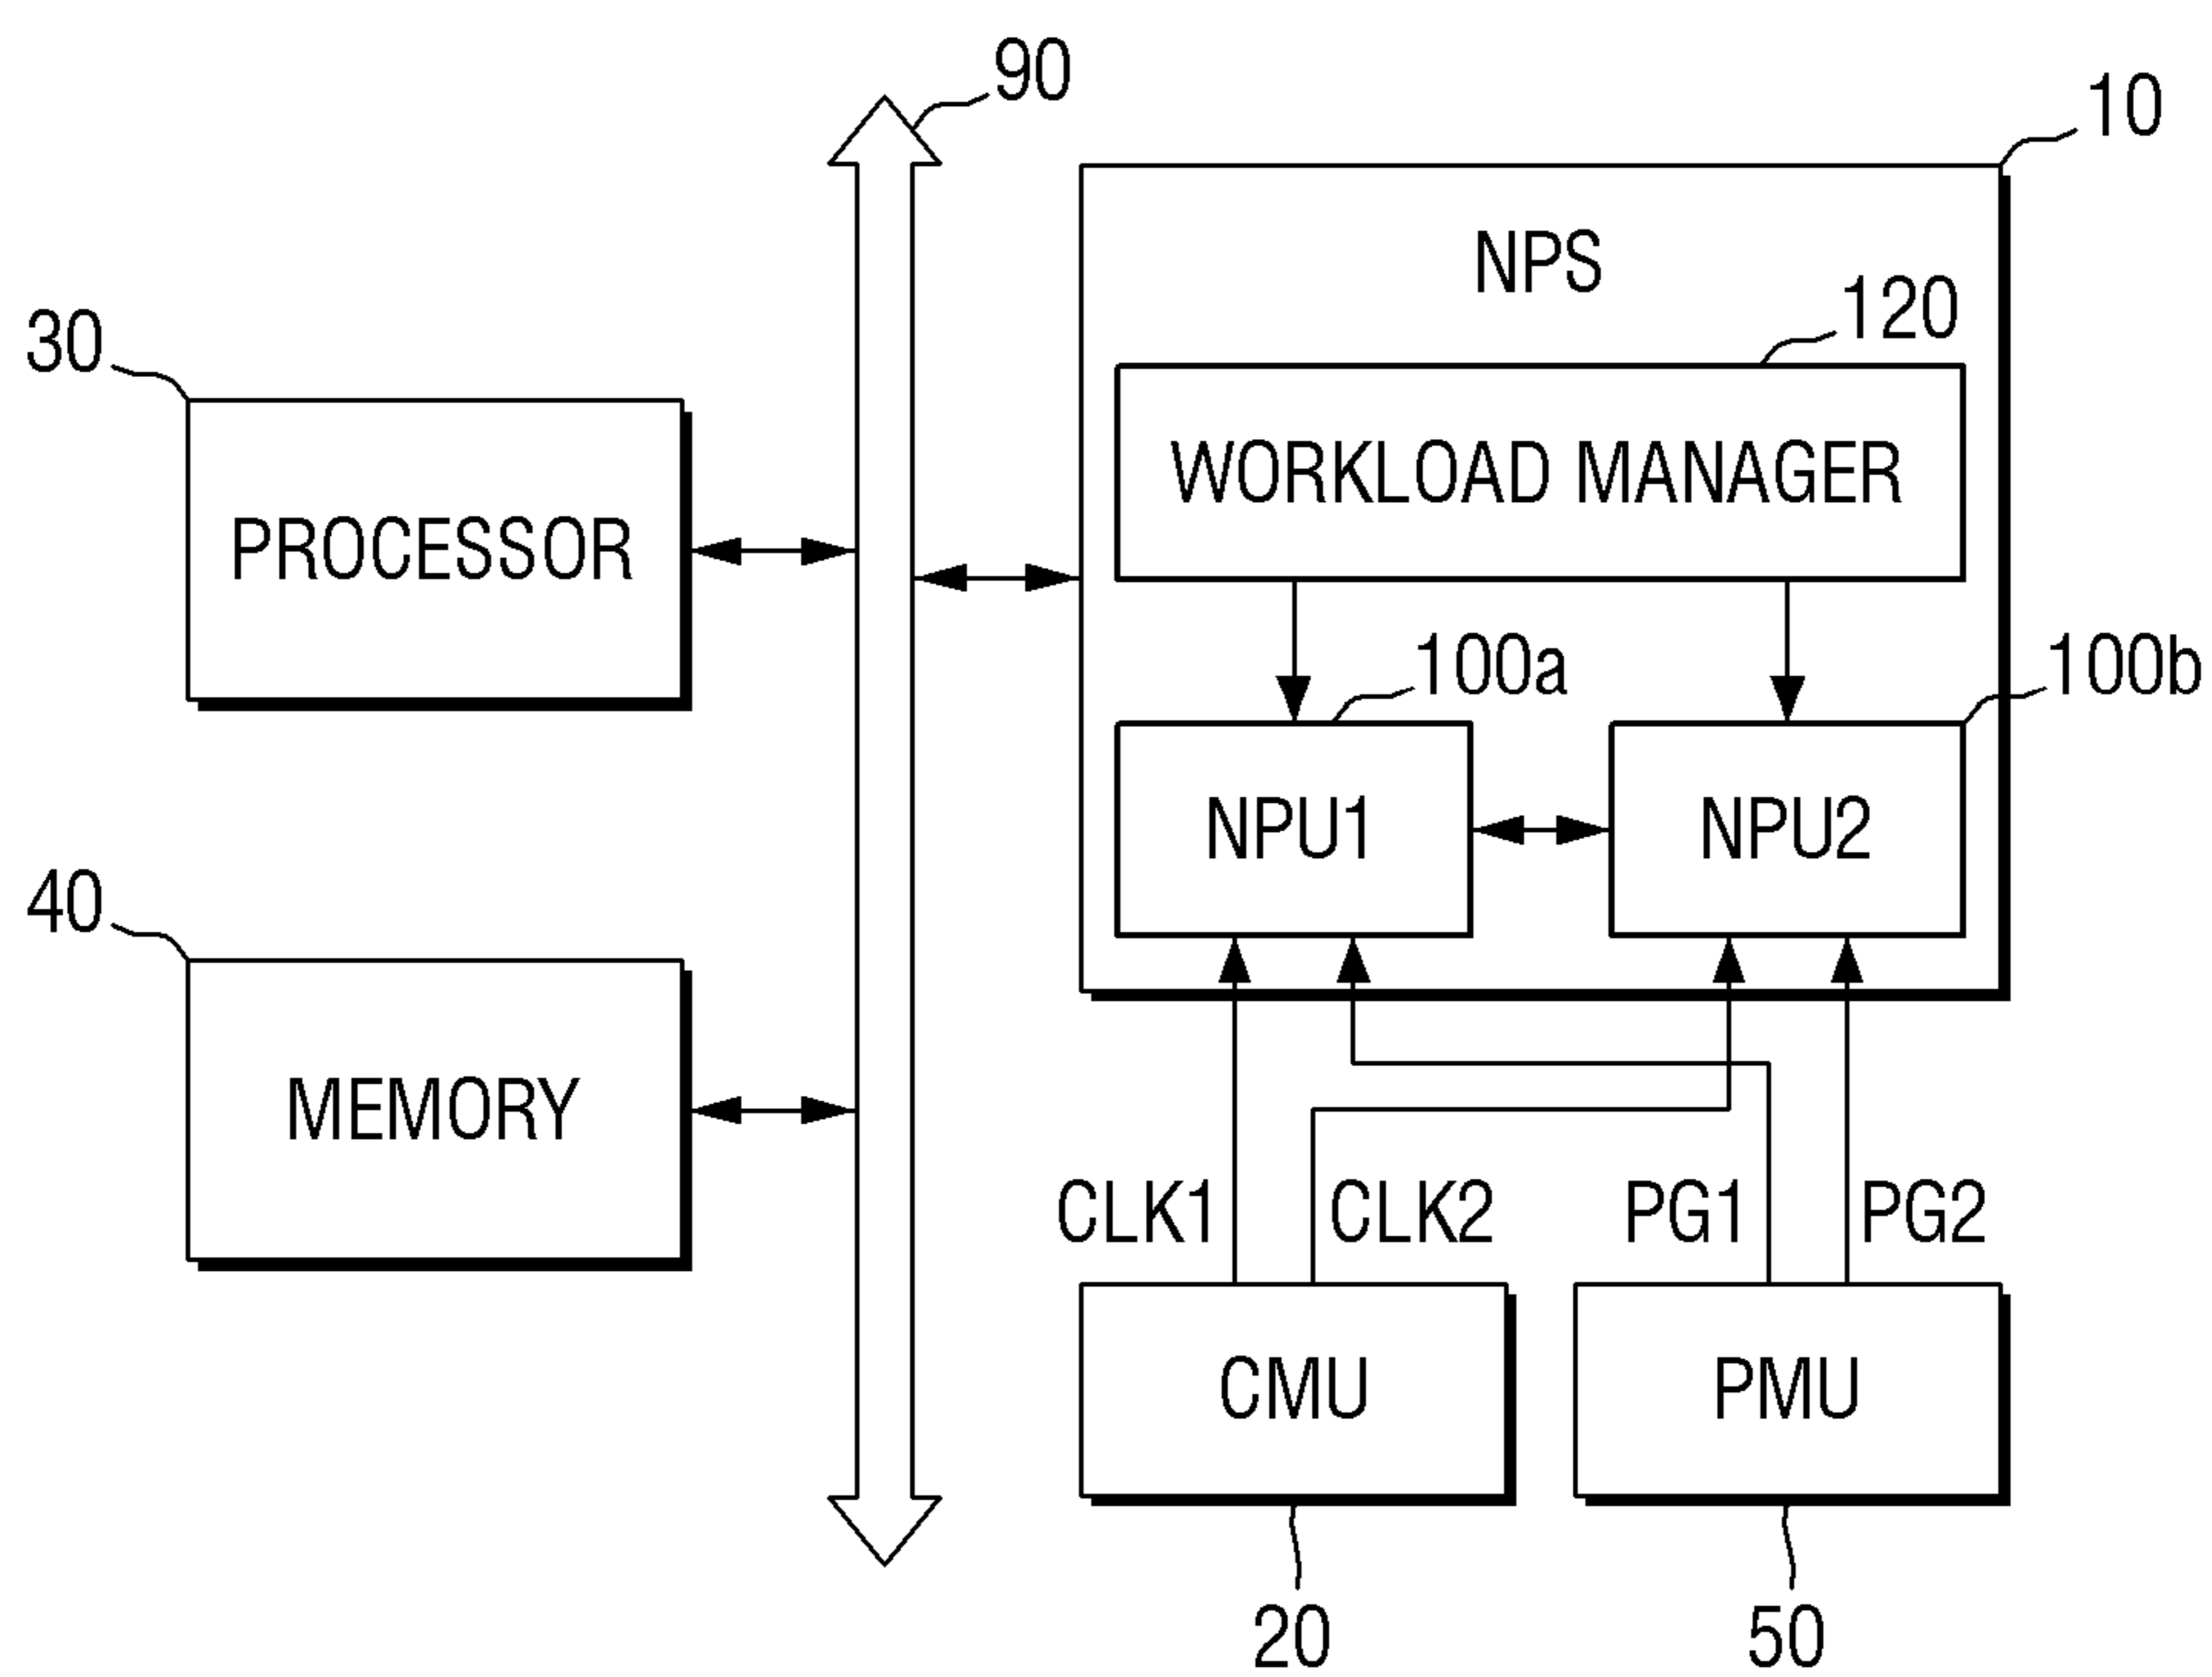 90
10
NPS
120
30
WORKLOAD MANAGER
PROCESSOR
100a
100b
NPU1
NPU2
40
MEMORY
CLK1
CLK2
PG1
PG2
CMU
PMU
20
50